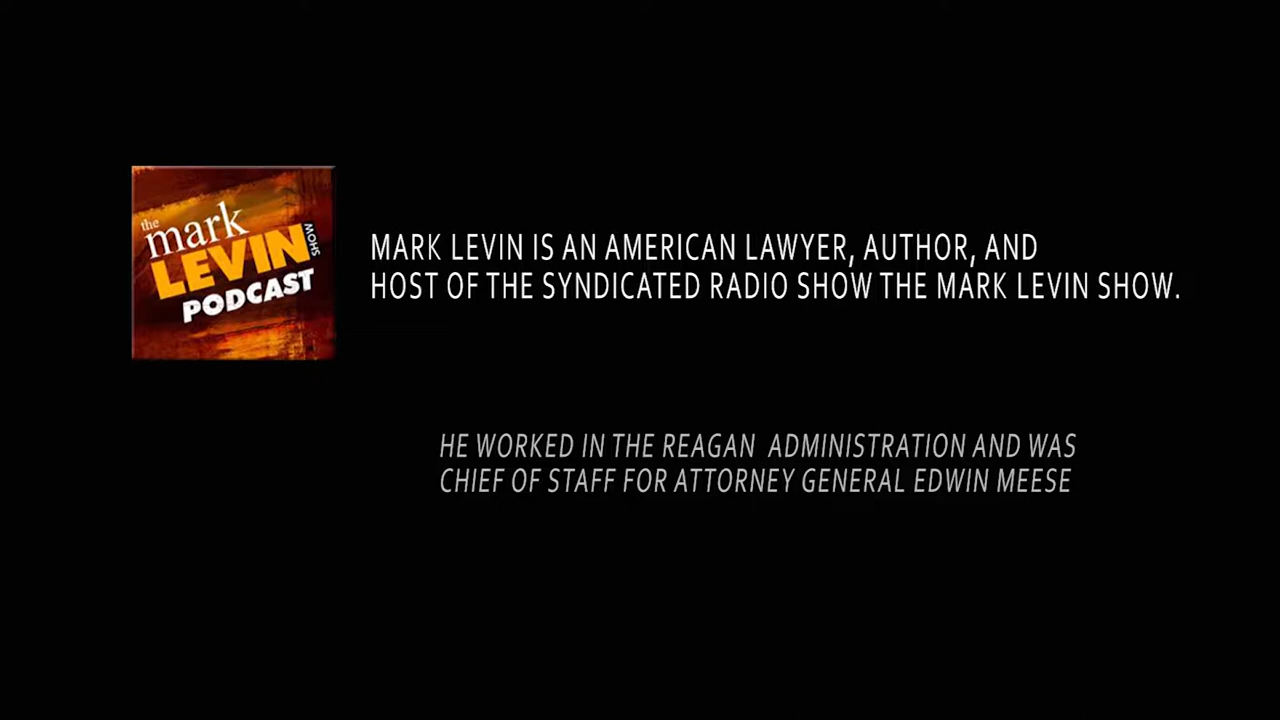 the
mark
LEVIN
SHOW
PODCAST
MARK LEVIN IS AN AMERICAN LAWYER, AUTHOR, AND
HOST OF THE SYNDICATED RADIO SHOW THE MARK LEVIN SHOW.
HE WORKED IN THE REAGAN ADMINISTRATION AND WAS
CHIEF OF STAFF FOR ATTORNEY GENERAL EDWIN MEESE